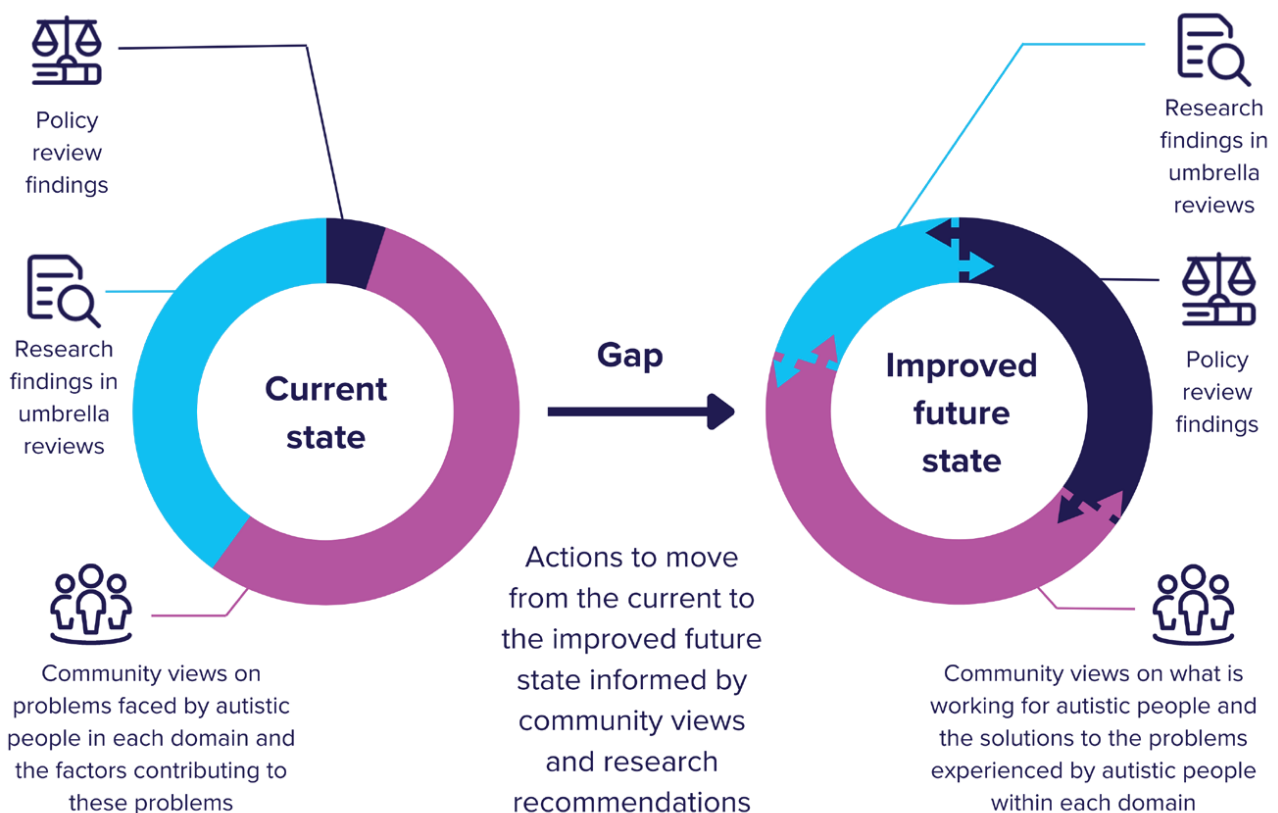 Policy
review
findings
Research
findings in
umbrella
reviews
Current
state
Community views on
problems faced by autistic
people in each domain and
the factors contributing to
these problems
Gap
Actions to move
from the current to
the improved future
state informed by
community views
and research
recommendations
Improved
future
state
Research
findings in
umbrella
reviews
Policy
review
findings
Community views on what is
working for autistic people and
the solutions to the problems
experienced by autistic people
within each domain